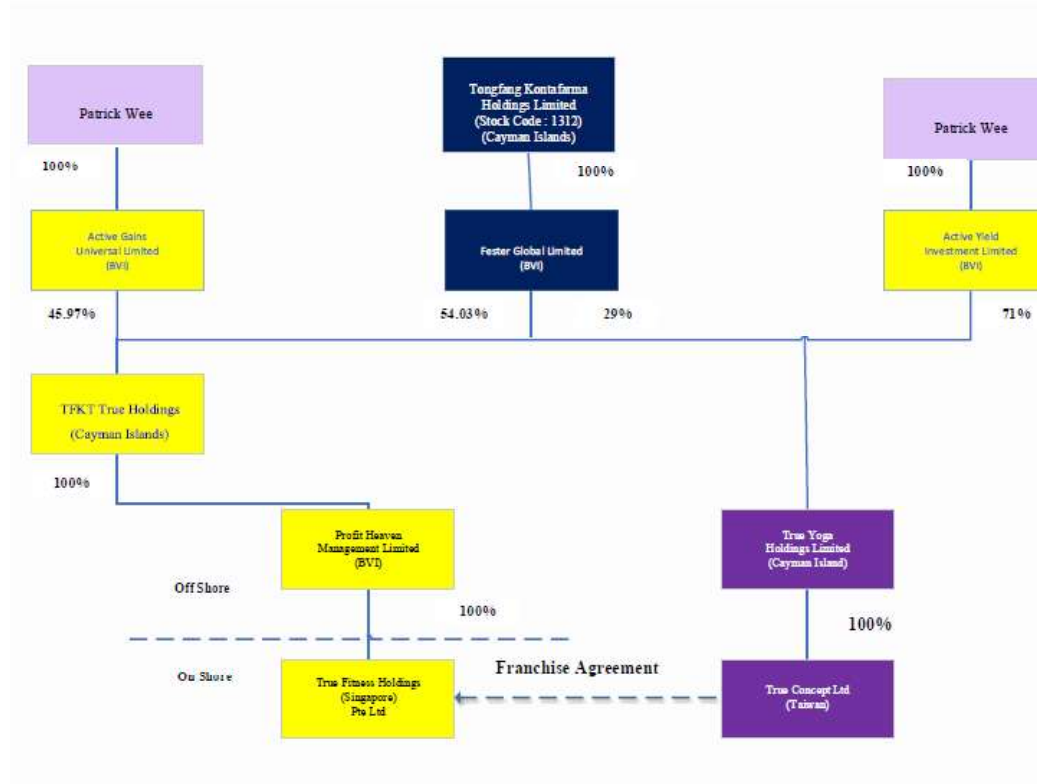 Patrick Wee
Tongfang Kontafarma
Holdings Limited
(Stock Code : 1312)
(Cayman Islands)
Patrick Wee
100%
100%
100%
Active Gains
Universal Limited
(BVI)
Fester Global Limited
(BVI)
Active Yield
Investment Limited
(BVI)
45.97%
54.03%
29%
71%
TFKT True Holdings
(Cayman Islands)
100%
Profit Heaven
Management Limited
(BVI)
True Yoga
Holdings Limited
(Cayman Island)
Off Shore
100%
100%
On Shore
Franchise Agreement
True Fitness Holdings
(Singapore)
Pte Ltd
True Concept Ltd
(Taiwan)